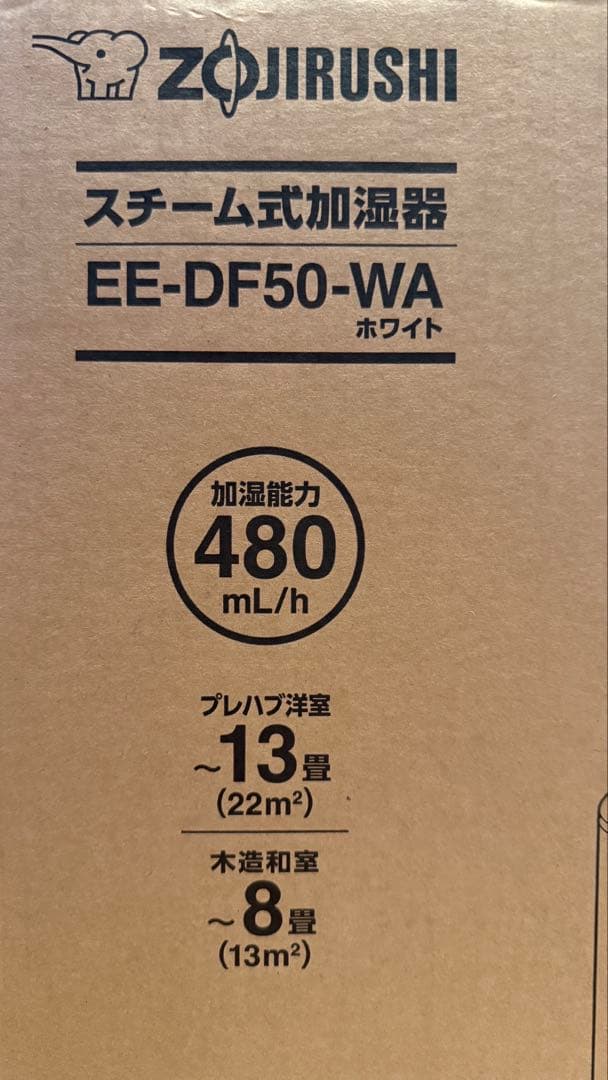 ZOJIRUSHI
スチーム式加湿器
EE-DF50-WA
ホワイト
加湿能力
480
mL/h
プレハブ洋室
～13畳
(22m²)
木造和室
～8畳
(13m²)